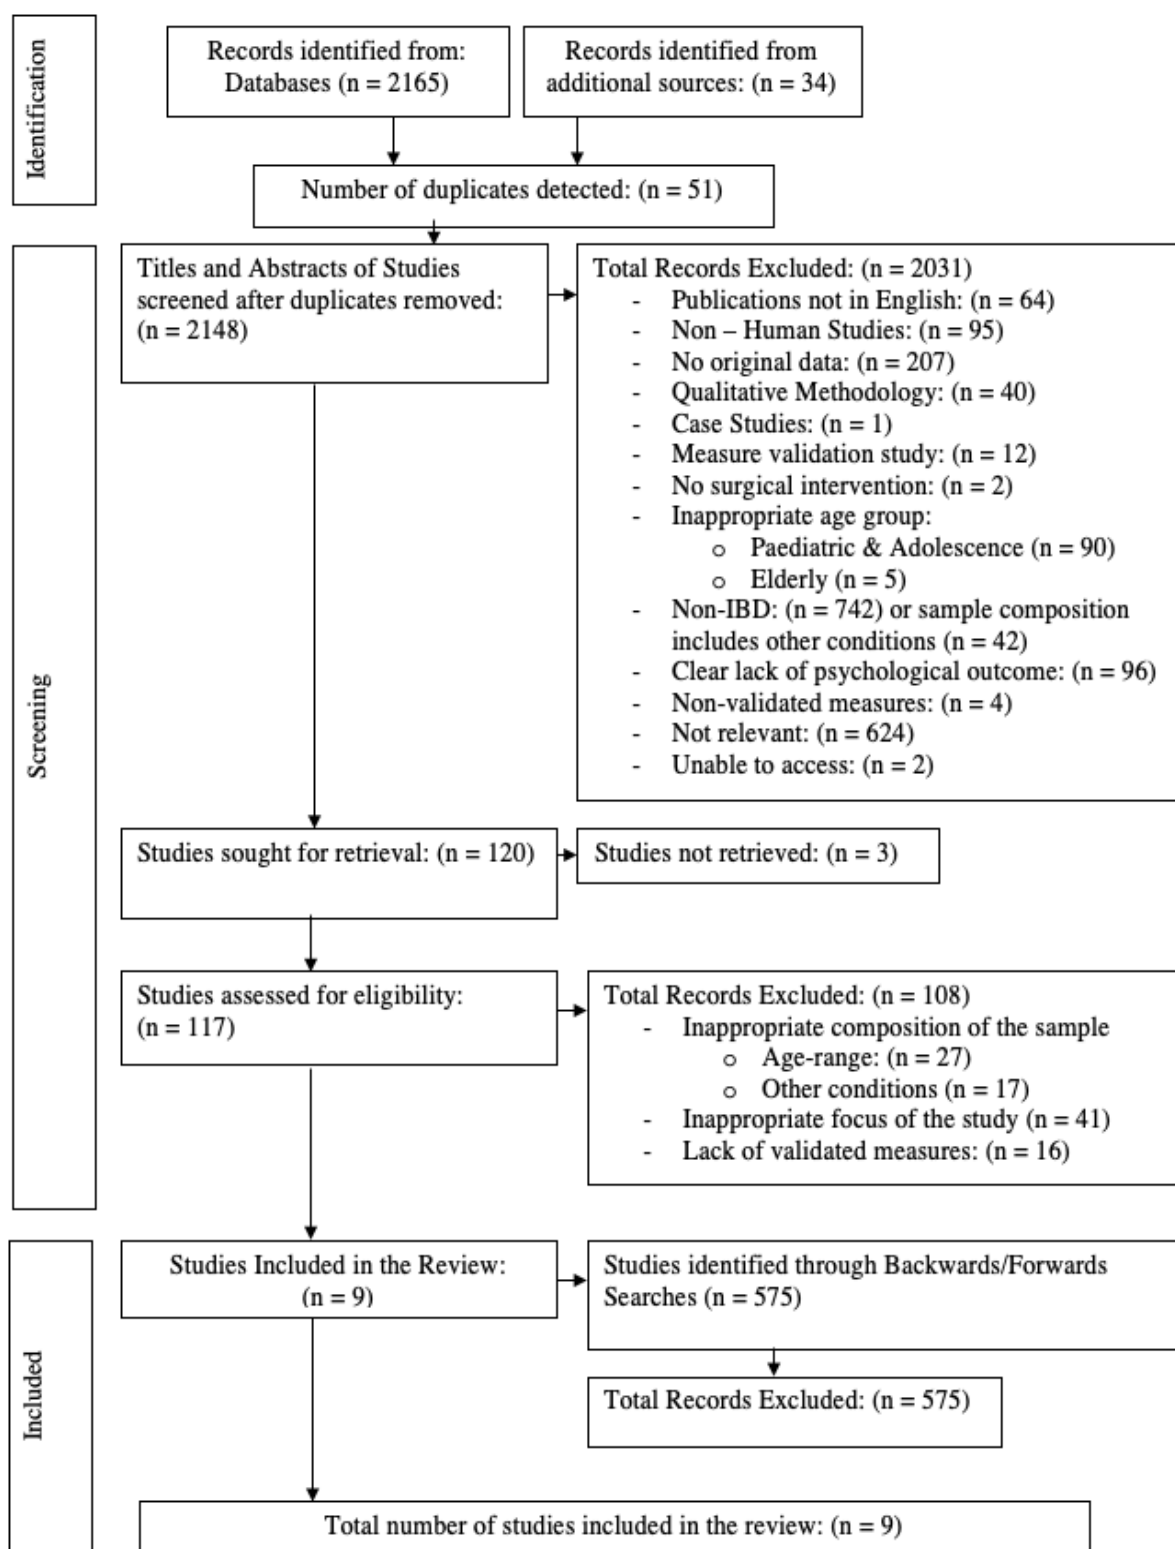 Identification
Records identified from:
Databases (n = 2165)
Records identified from
additional sources: (n = 34)
Number of duplicates detected: (n = 51)
Screening
Titles and Abstracts of Studies
screened after duplicates removed:
(n = 2148)
Total Records Excluded: (n = 2031)
- Publications not in English: (n = 64)
- Non – Human Studies: (n = 95)
- No original data: (n = 207)
- Qualitative Methodology: (n = 40)
- Case Studies: (n = 1)
- Measure validation study: (n = 12)
- No surgical intervention: (n = 2)
- Inappropriate age group:
o Paediatric & Adolescence (n = 90)
o Elderly (n = 5)
- Non-IBD: (n = 742) or sample composition
includes other conditions (n = 42)
- Clear lack of psychological outcome: (n = 96)
- Non-validated measures: (n = 4)
- Not relevant: (n = 624)
- Unable to access: (n = 2)
Studies sought for retrieval: (n = 120)
Studies not retrieved: (n = 3)
Studies assessed for eligibility:
(n = 117)
Total Records Excluded: (n = 108)
- Inappropriate composition of the sample
o Age-range: (n = 27)
o Other conditions (n = 17)
- Inappropriate focus of the study (n = 41)
- Lack of validated measures: (n = 16)
Included
Studies Included in the Review:
(n = 9)
Studies identified through Backwards/Forwards
Searches (n = 575)
Total Records Excluded: (n = 575)
Total number of studies included in the review: (n = 9)